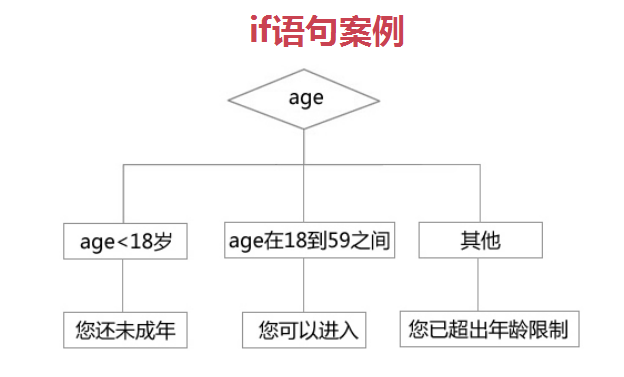 if语句案例
age
age<18岁
age在18到59之间
其他
您还未成年
您可以进入
您已超出年龄限制